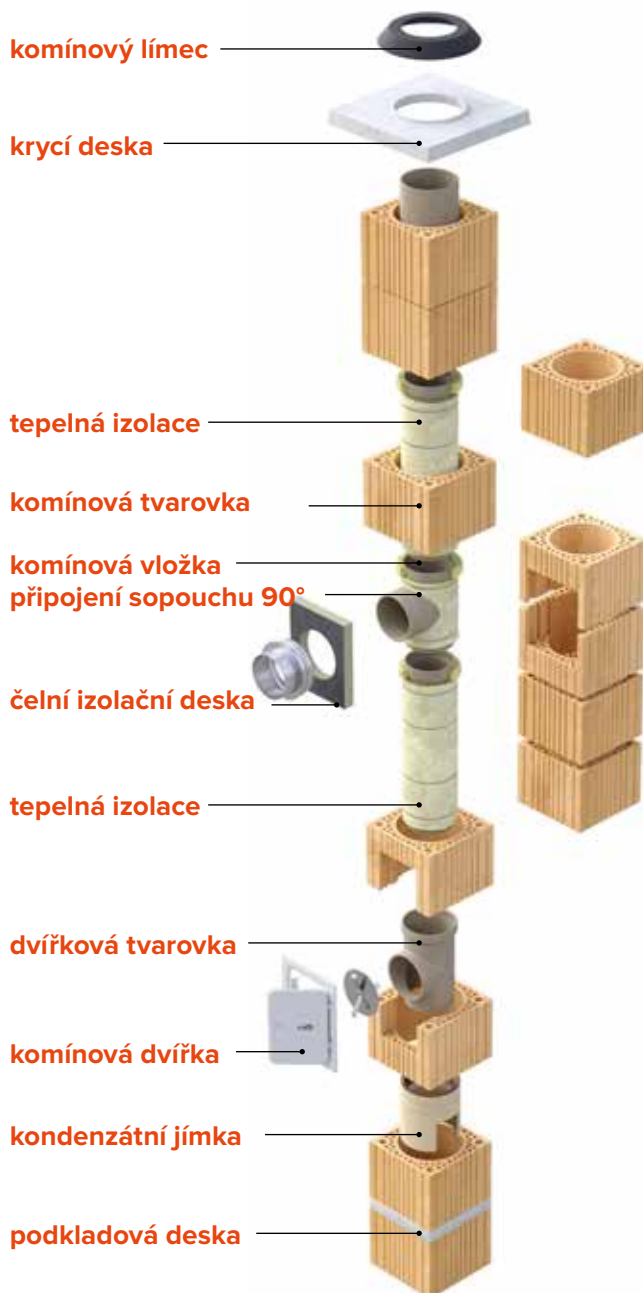 komínový límec
krycí deska
tepelná izolace
komínová tvarovka
komínová vložka
připojení sopouchu 90°
čelní izolační deska
tepelná izolace
dvířková tvarovka
komínová dvířka
kondenzátní jímka
podkladová deska